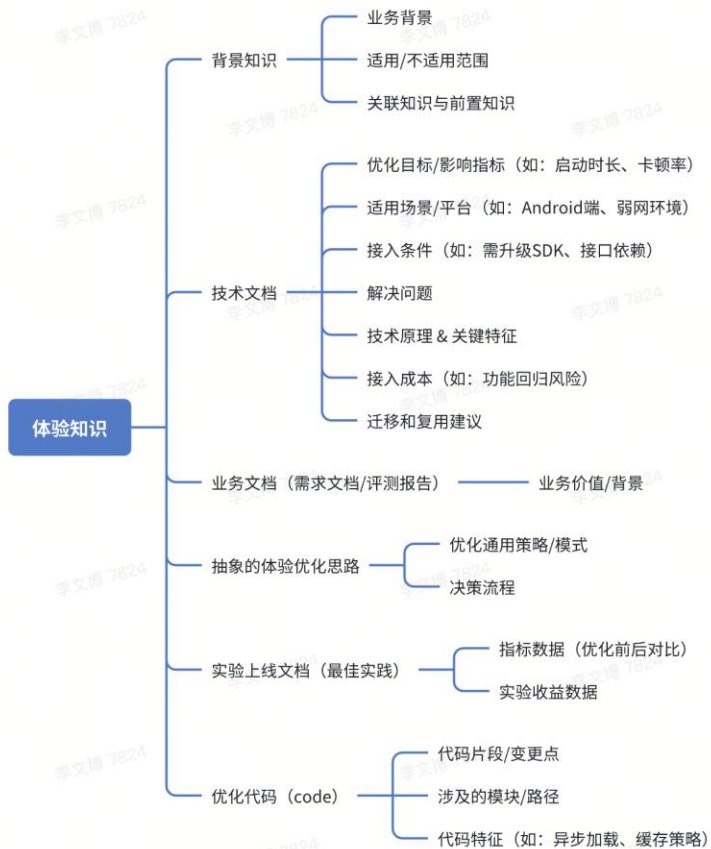 体验知识
背景知识
业务背景
适用/不适用范围
关联知识与前置知识
技术文档
优化目标/影响指标（如：启动时长、卡顿率）
适用场景/平台（如：Android端、弱网环境）
接入条件（如：需升级SDK、接口依赖）
解决问题
技术原理 & 关键特征
接入成本（如：功能回归风险）
迁移和复用建议
业务文档（需求文档/评测报告）
业务价值/背景
抽象的体验优化思路
优化通用策略/模式
决策流程
实验上线文档（最佳实践）
指标数据（优化前后对比）
实验收益数据
优化代码（code）
代码片段/变更点
涉及的模块/路径
代码特征（如：异步加载、缓存策略）
李文博 7824